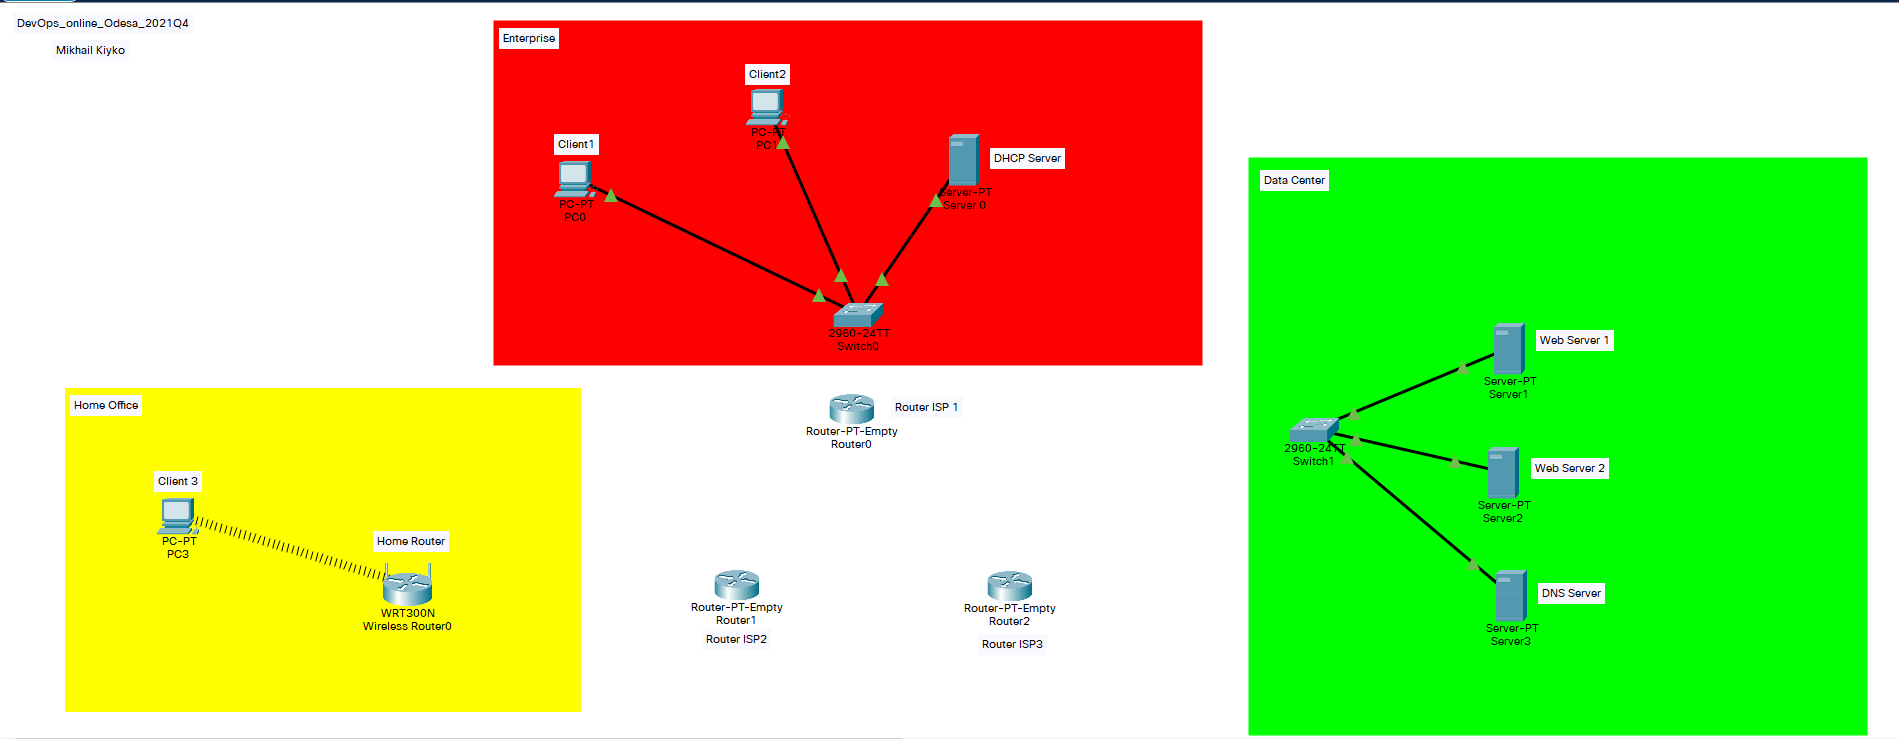 DevOps_online_Odesa_2021Q4
Mikhail Kiyko
Enterprise
Client2
PC-PT
PC1
Client1
PC-PT
PC0
DHCP Server
Server-PT
Server 0
2960-24TT
Switch0
Data Center
Web Server 1
Server-PT
Server1
2960-24TT
Switch1
Web Server 2
Server-PT
Server2
DNS Server
Server-PT
Server3
Home Office
Client 3
PC-PT
PC3
Home Router
WRT300N
Wireless Router0
Router ISP 1
Router-PT-Empty
Router0
Router-PT-Empty
Router1
Router ISP2
Router-PT-Empty
Router2
Router ISP3